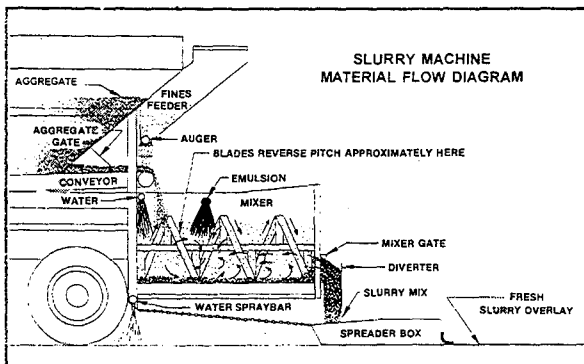 SLURRY MACHINE
MATERIAL FLOW DIAGRAM
AGGREGATE
FINES
FEEDER
AGGREGATE
GATE
AUGER
BLADES REVERSE PITCH APPROXIMATELY HERE
CONVEYOR
EMULSION
WATER
MIXER
MIXER GATE
DIVERTER
SLURRY MIX
WATER SPRAYBAR
FRESH
SLURRY OVERLAY
SPREADER BOX